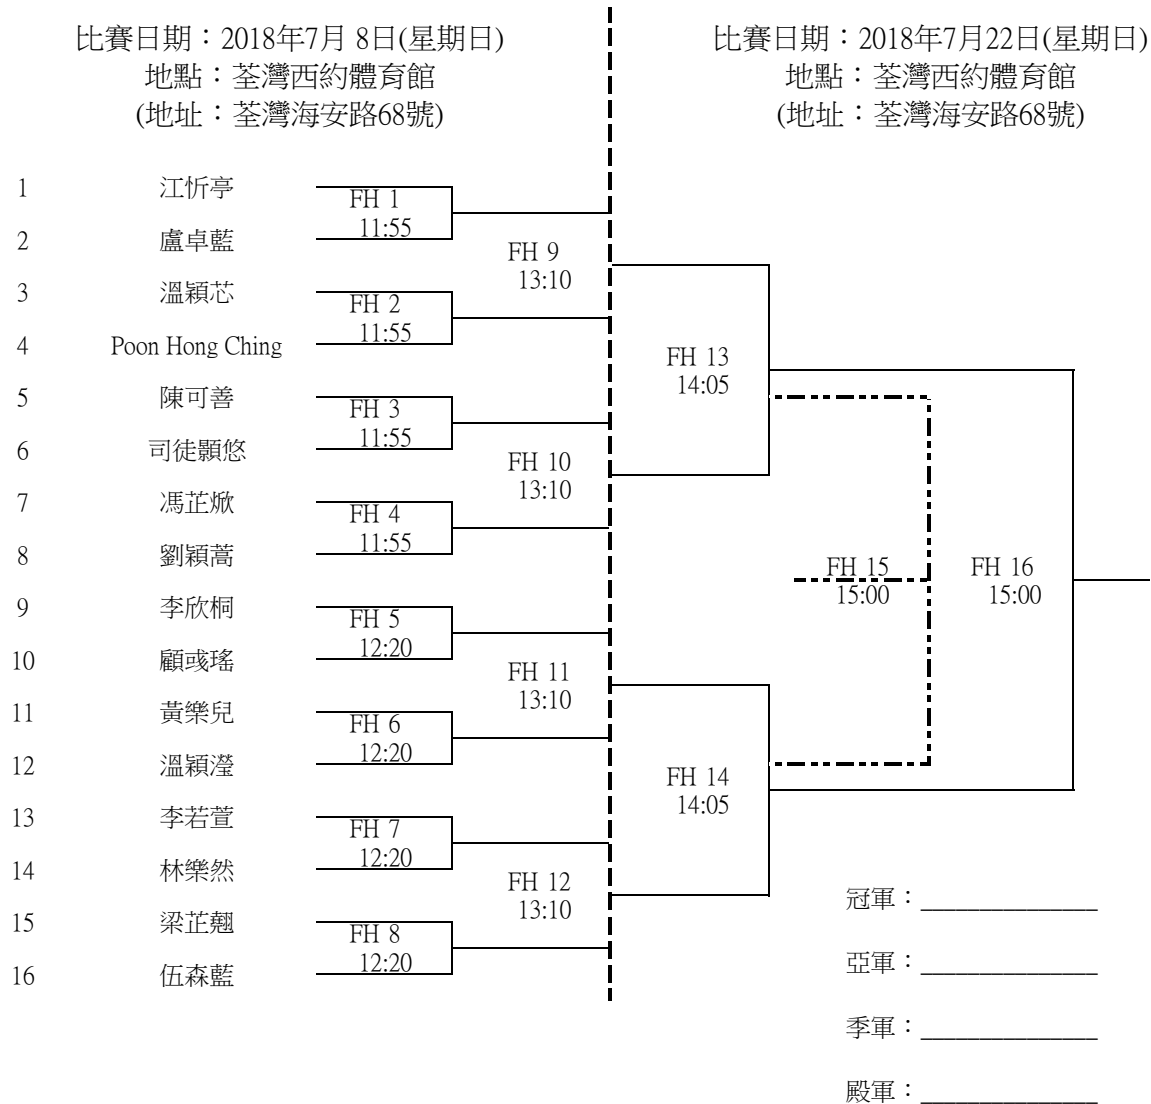 比賽日期：2018年7月 8日(星期日)
地點：荃灣西約體育館
(地址：荃灣海安路68號)
比賽日期：2018年7月22日(星期日)
地點：荃灣西約體育館
(地址：荃灣海安路68號)
1 江忻亭
FH 1
11:55
2 盧卓藍
FH 9
13:10
3 溫穎芯
FH 2
11:55
4 Poon Hong Ching
FH 13
14:05
5 陳可善
FH 3
11:55
6 司徒顥悠
FH 10
13:10
7 馮芷焮
FH 4
11:55
8 劉穎蒿
FH 15
15:00
FH 16
15:00
9 李欣桐
FH 5
12:20
10 顧彧瑤
FH 11
13:10
11 黃樂兒
FH 6
12:20
12 溫穎瀅
FH 14
14:05
13 李若萱
FH 7
12:20
14 林樂然
FH 12
13:10
15 梁芷翹
FH 8
12:20
16 伍森藍
冠軍：_______________
亞軍：_______________
季軍：_______________
殿軍：_______________